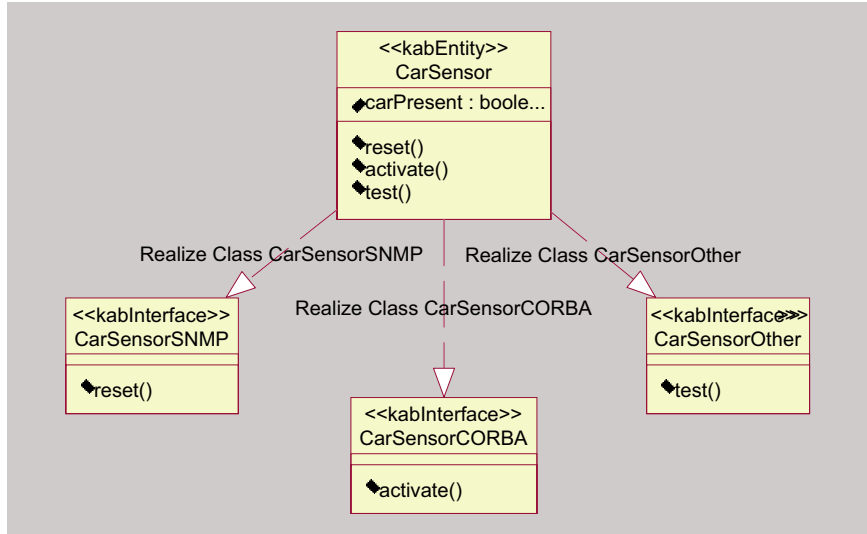 <<kabEntity>>
CarSensor
carPresent : boole...
reset()
activate()
test()
Realize Class CarSensorSNMP
Realize Class CarSensorOther
Realize Class CarSensorCORBA
<<kabInterface>>
CarSensorSNMP
reset()
<<kabInterface>>
CarSensorOther
test()
<<kabInterface>>
CarSensorCORBA
activate()